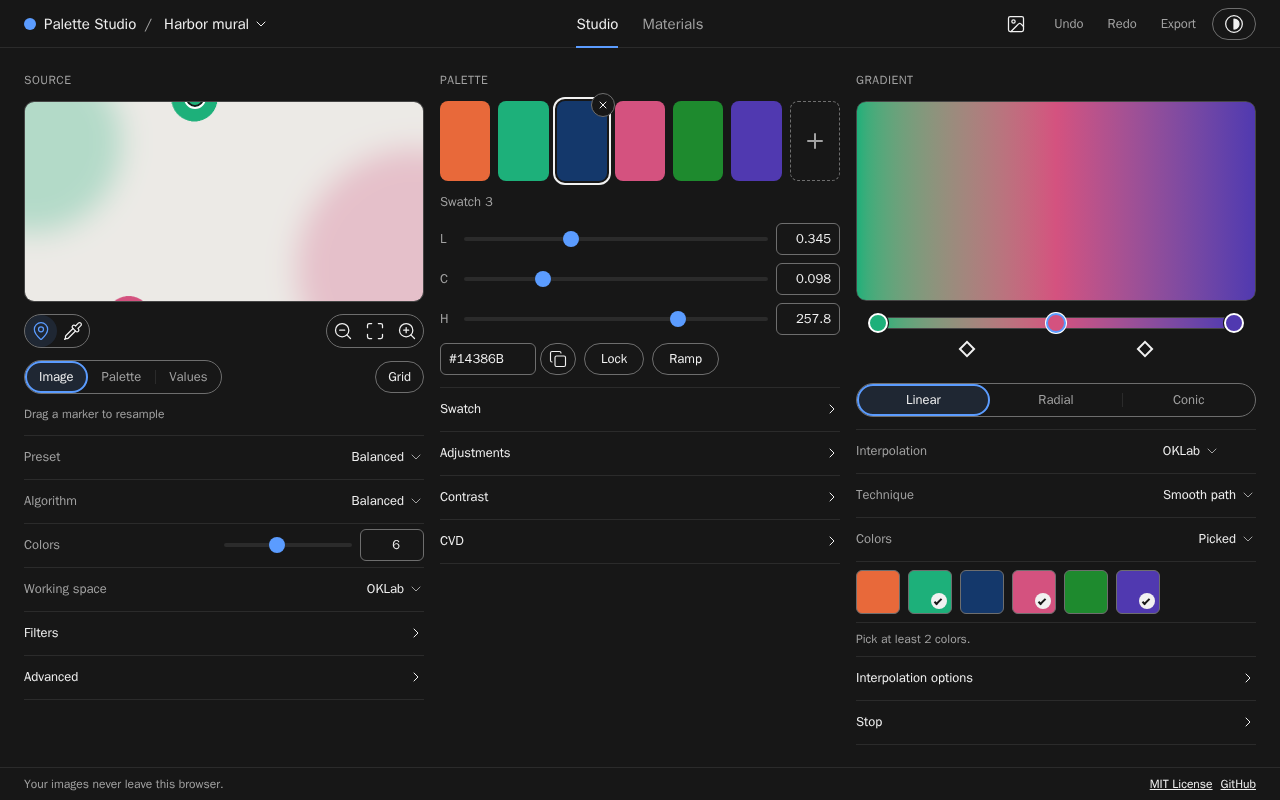 Palette Studio / Harbor mural
Studio
Materials
Undo
Redo
Export
SOURCE
Image
Palette
Values
Grid
Drag a marker to resample
Preset
Balanced
Algorithm
Balanced
Colors
6
Working space
OKLab
Filters
Advanced
PALETTE
Swatch 3
L
0.345
C
0.098
H
257.8
#14386B
Lock
Ramp
Swatch
Adjustments
Contrast
CVD
GRADIENT
Linear
Radial
Conic
Interpolation
OKLab
Technique
Smooth path
Colors
Picked
Pick at least 2 colors.
Interpolation options
Stop
Your images never leave this browser.
MIT License
GitHub